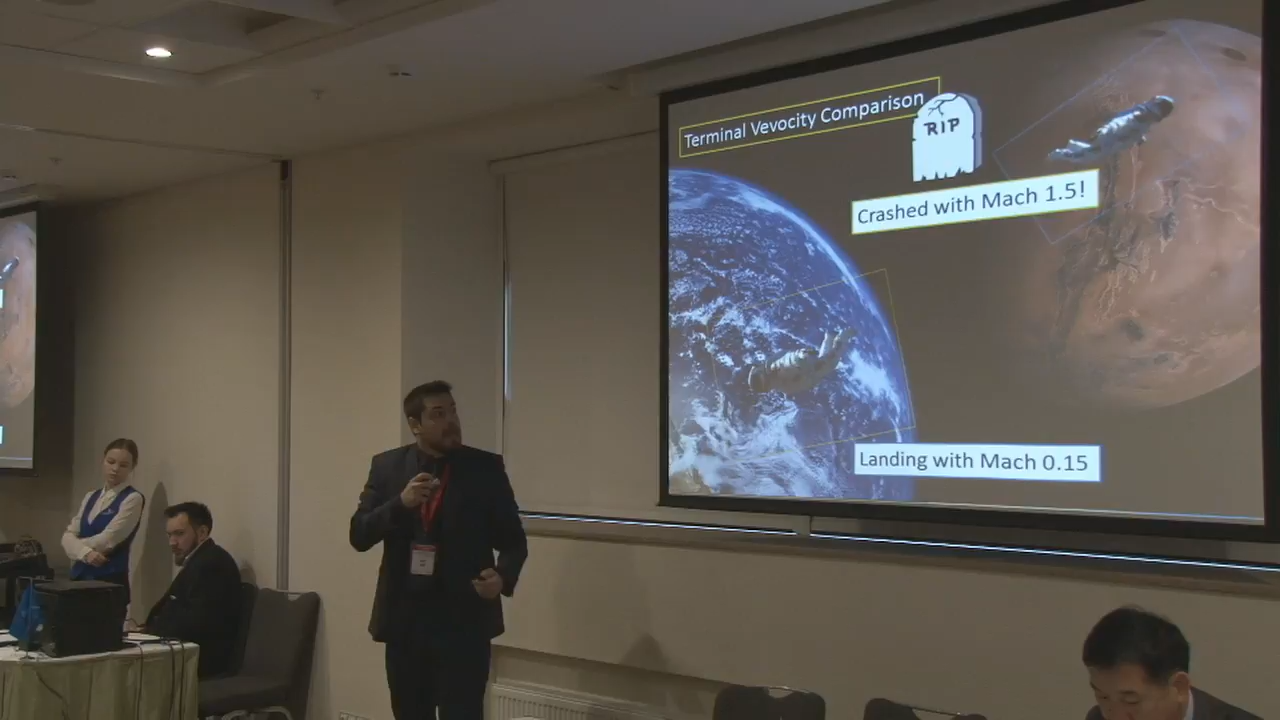 Terminal Vevocity Comparison
RIP
Crashed with Mach 1.5!
Landing with Mach 0.15